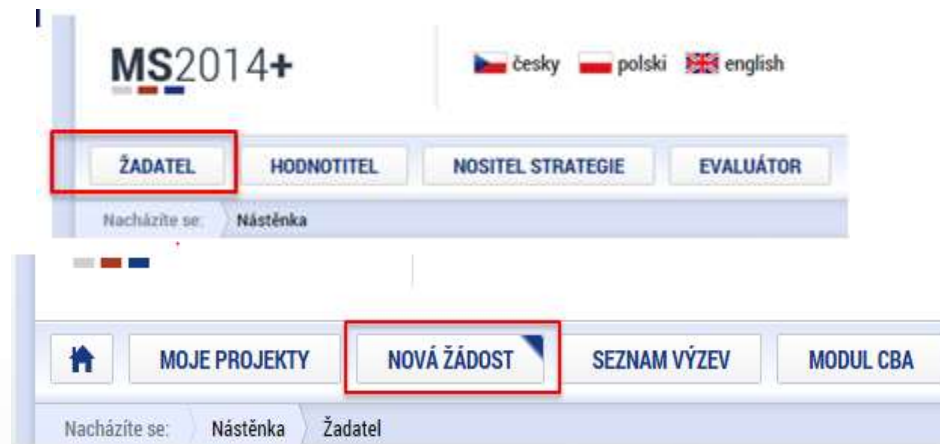 MS2014+ česky polski english
ŽADATEL HODNOTITEL NOSITEL STRATEGIE EVALUÁTOR
Nacházíte se: Nástěnka
MOJE PROJEKTY NOVÁ ŽÁDOST SEZNAM VÝZEV MODUL CBA
Nacházíte se: Nástěnka Žadatel